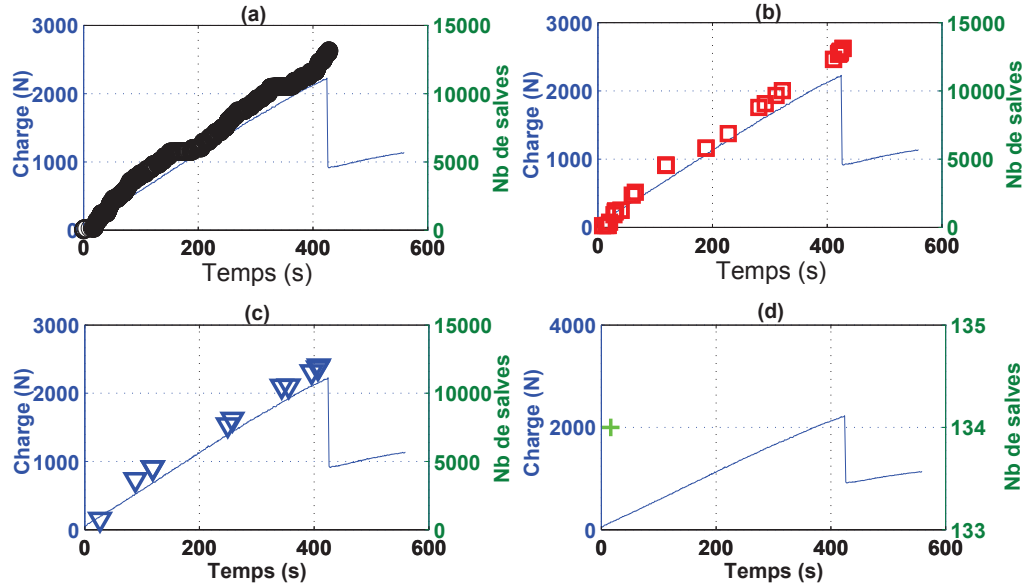 (a)
3000
2000
1000
0
Charge (N)
15000
10000
5000
0
Nb de salves
0
200
400
600
Temps (s)
(b)
3000
2000
1000
0
Charge (N)
15000
10000
5000
0
Nb de salves
0
200
400
600
Temps (s)
(c)
3000
2000
1000
0
Charge (N)
15000
10000
5000
0
Nb de salves
0
200
400
600
Temps (s)
(d)
4000
2000
0
Charge (N)
135
134
133
Nb de salves
0
200
400
600
Temps (s)